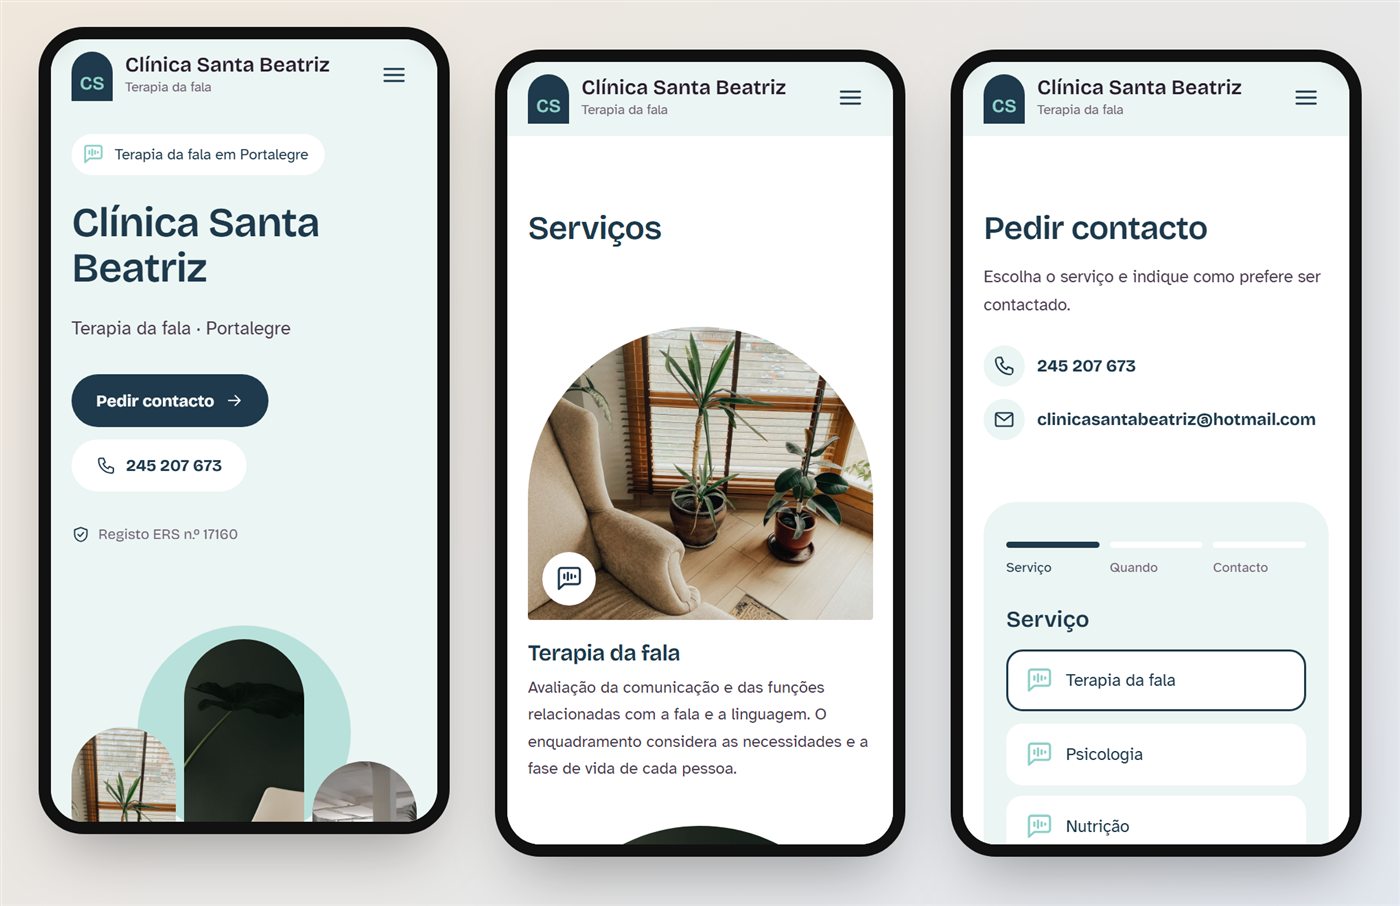 CS
Clínica Santa Beatriz
Terapia da fala
Terapia da fala em Portalegre
Clínica Santa
Beatriz
Terapia da fala · Portalegre
Pedir contacto
245 207 673
Registo ERS n.º 17160
CS
Clínica Santa Beatriz
Terapia da fala
Serviços
Terapia da fala
Avaliação da comunicação e das funções
relacionadas com a fala e a linguagem. O
enquadramento considera as necessidades e a
fase de vida de cada pessoa.
CS
Clínica Santa Beatriz
Terapia da fala
Pedir contacto
Escolha o serviço e indique como prefere ser
contactado.
245 207 673
clinicasantabeatriz@hotmail.com
Serviço
Quando
Contacto
Serviço
Terapia da fala
Psicologia
Nutrição